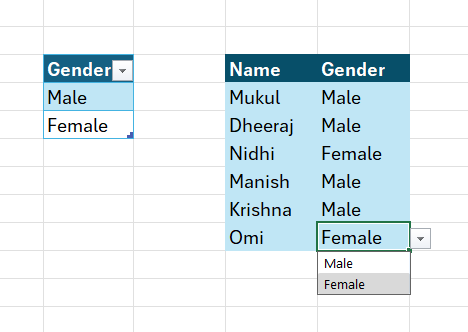 Gender
Male
Female
Name Gender
Mukul Male
Dheeraj Male
Nidhi Female
Manish Male
Krishna Male
Omi Female
Male
Female